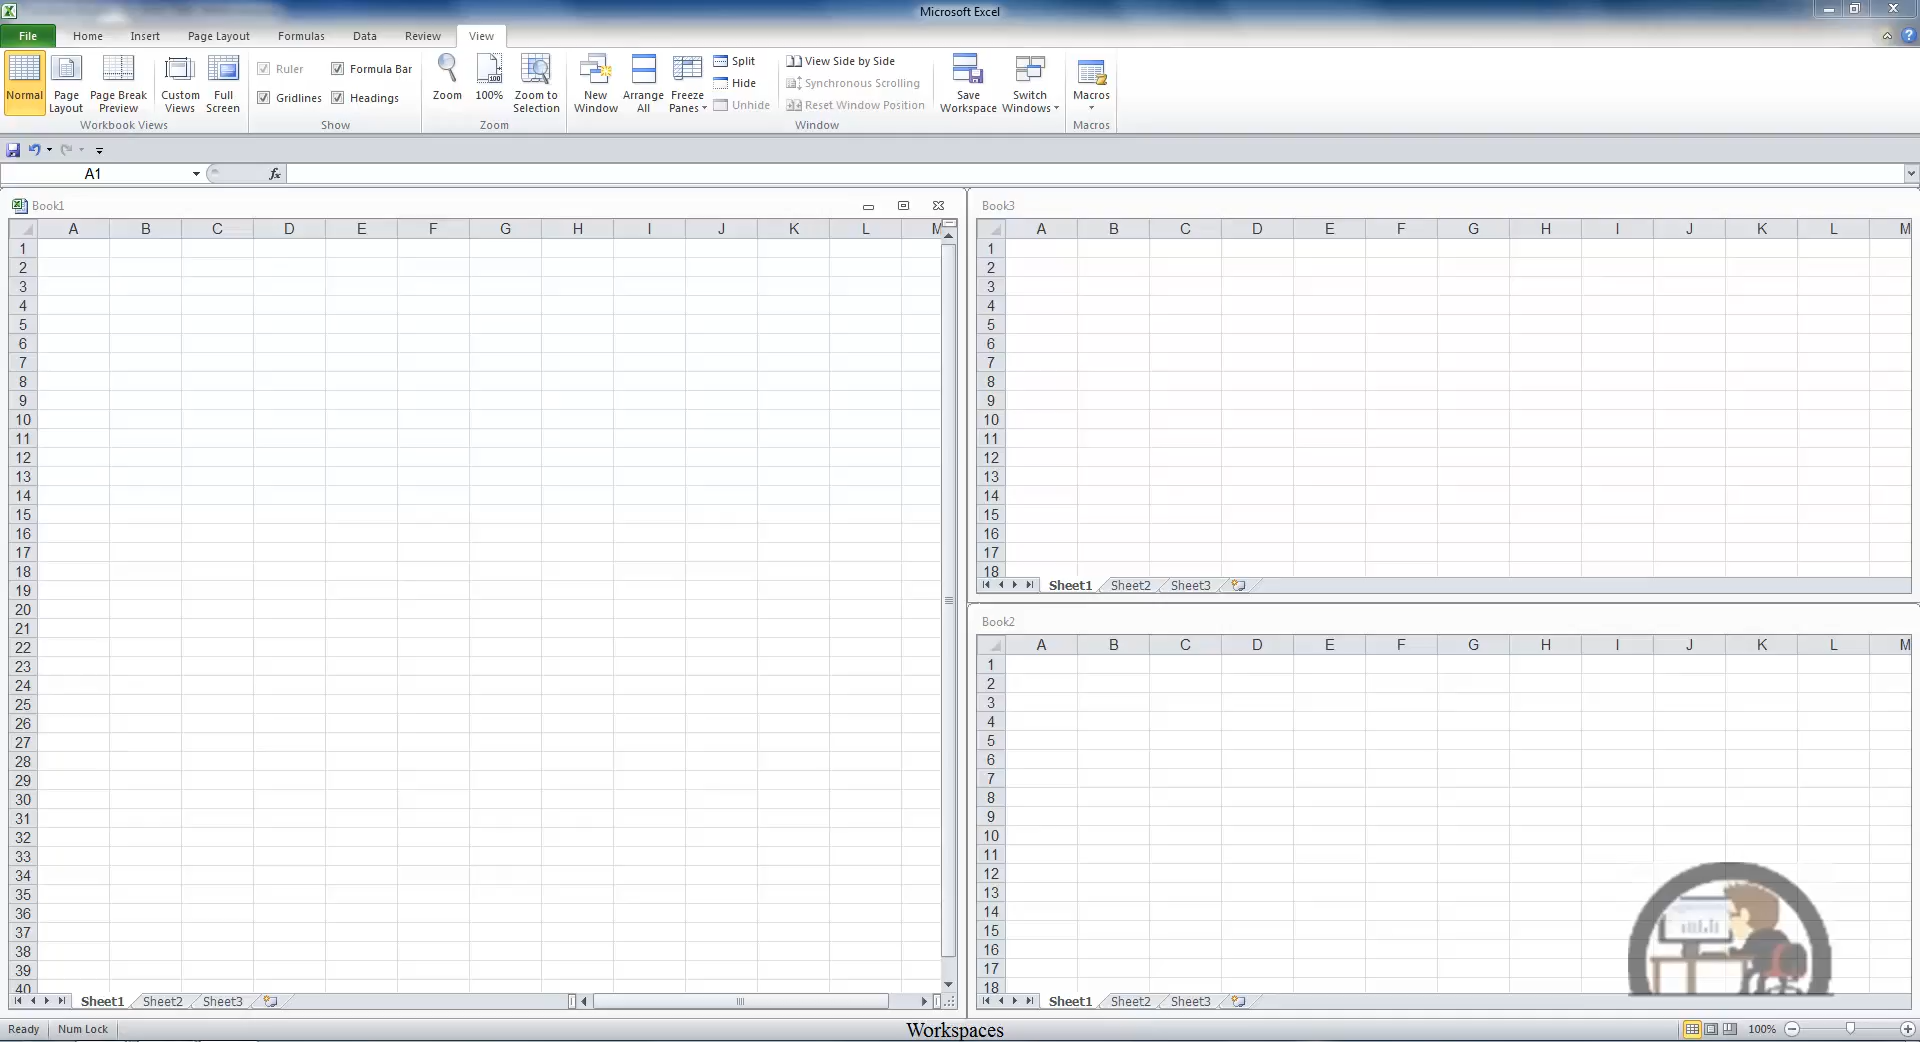 Microsoft Excel
File Home Insert Page Layout Formulas Data Review View
Normal Page Layout Page Break Preview Custom Views Full Screen
Workbook Views
Ruler Formula Bar
Gridlines Headings
Show
Zoom 100% Zoom to Selection
Zoom
New Window Arrange All Freeze Panes
Split
Hide
Unhide
View Side by Side
Synchronous Scrolling
Reset Window Position
Window
Save Workspace Switch Windows
Macros
Macros
A1 fx
Book1
A B C D E F G H I J K L M
1
2
3
4
5
6
7
8
9
10
11
12
13
14
15
16
17
18
19
20
21
22
23
24
25
26
27
28
29
30
31
32
33
34
35
36
37
38
39
40
Sheet1 Sheet2 Sheet3
Book3
A B C D E F G H I J K L M
1
2
3
4
5
6
7
8
9
10
11
12
13
14
15
16
17
18
Sheet1 Sheet2 Sheet3
Book2
A B C D E F G H I J K L M
1
2
3
4
5
6
7
8
9
10
11
12
13
14
15
16
17
18
Sheet1 Sheet2 Sheet3
Ready Num Lock Workspaces 100%